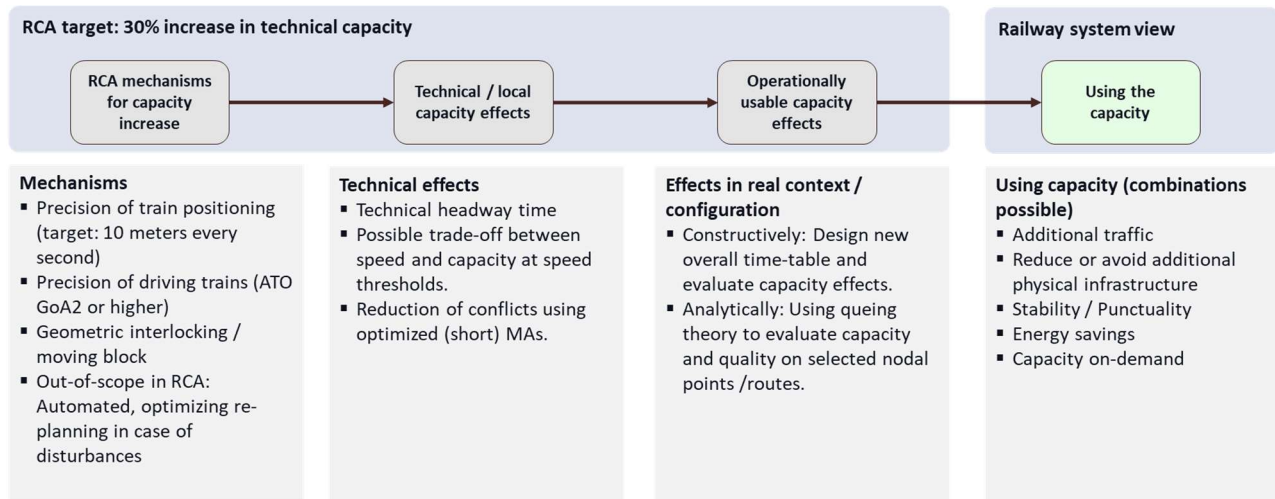 RCA target: 30% increase in technical capacity
Railway system view
RCA mechanisms
for capacity
increase
Technical / local
capacity effects
Operationally
usable capacity
effects
Using the
capacity
Mechanisms
▪ Precision of train positioning
(target: 10 meters every
second)
▪ Precision of driving trains (ATO
GoA2 or higher)
▪ Geometric interlocking /
moving block
▪ Out-of-scope in RCA:
Automated, optimizing re-
planning in case of
disturbances
Technical effects
▪ Technical headway time
▪ Possible trade-off between
speed and capacity at speed
thresholds.
▪ Reduction of conflicts using
optimized (short) MAs.
Effects in real context /
configuration
▪ Constructively: Design new
overall time-table and
evaluate capacity effects.
▪ Analytically: Using queing
theory to evaluate capacity
and quality on selected nodal
points /routes.
Using capacity (combinations
possible)
▪ Additional traffic
▪ Reduce or avoid additional
physical infrastructure
▪ Stability / Punctuality
▪ Energy savings
▪ Capacity on-demand